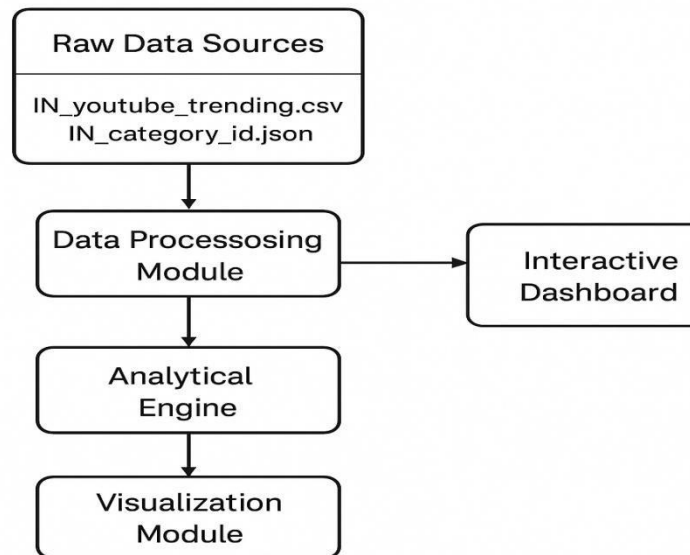 Raw Data Sources
IN_youtube_trending.csv
IN_category_id.json
Data Processosing
Module
Interactive
Dashboard
Analytical
Engine
Visualization
Module